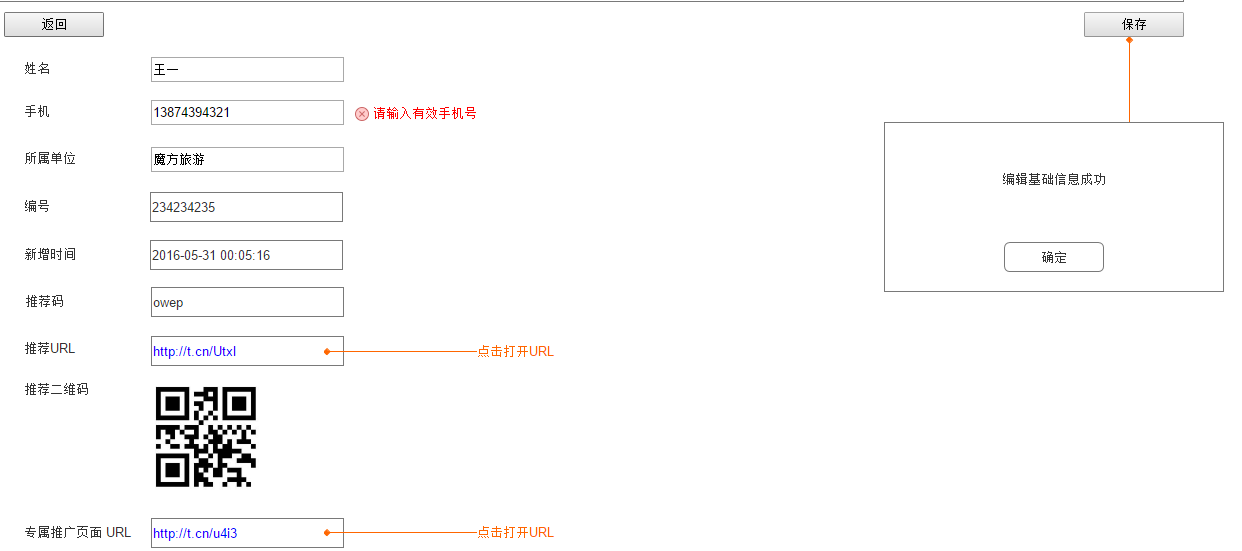 返回
保存
姓名
王一
手机
13874394321
请输入有效手机号
所属单位
魔方旅游
编辑基础信息成功
编号
234234235
新增时间
2016-05-31 00:05:16
确定
推荐码
owep
推荐URL
http://t.cn/UtxI
点击打开URL
推荐二维码
专属推广页面 URL
http://t.cn/u4i3
点击打开URL